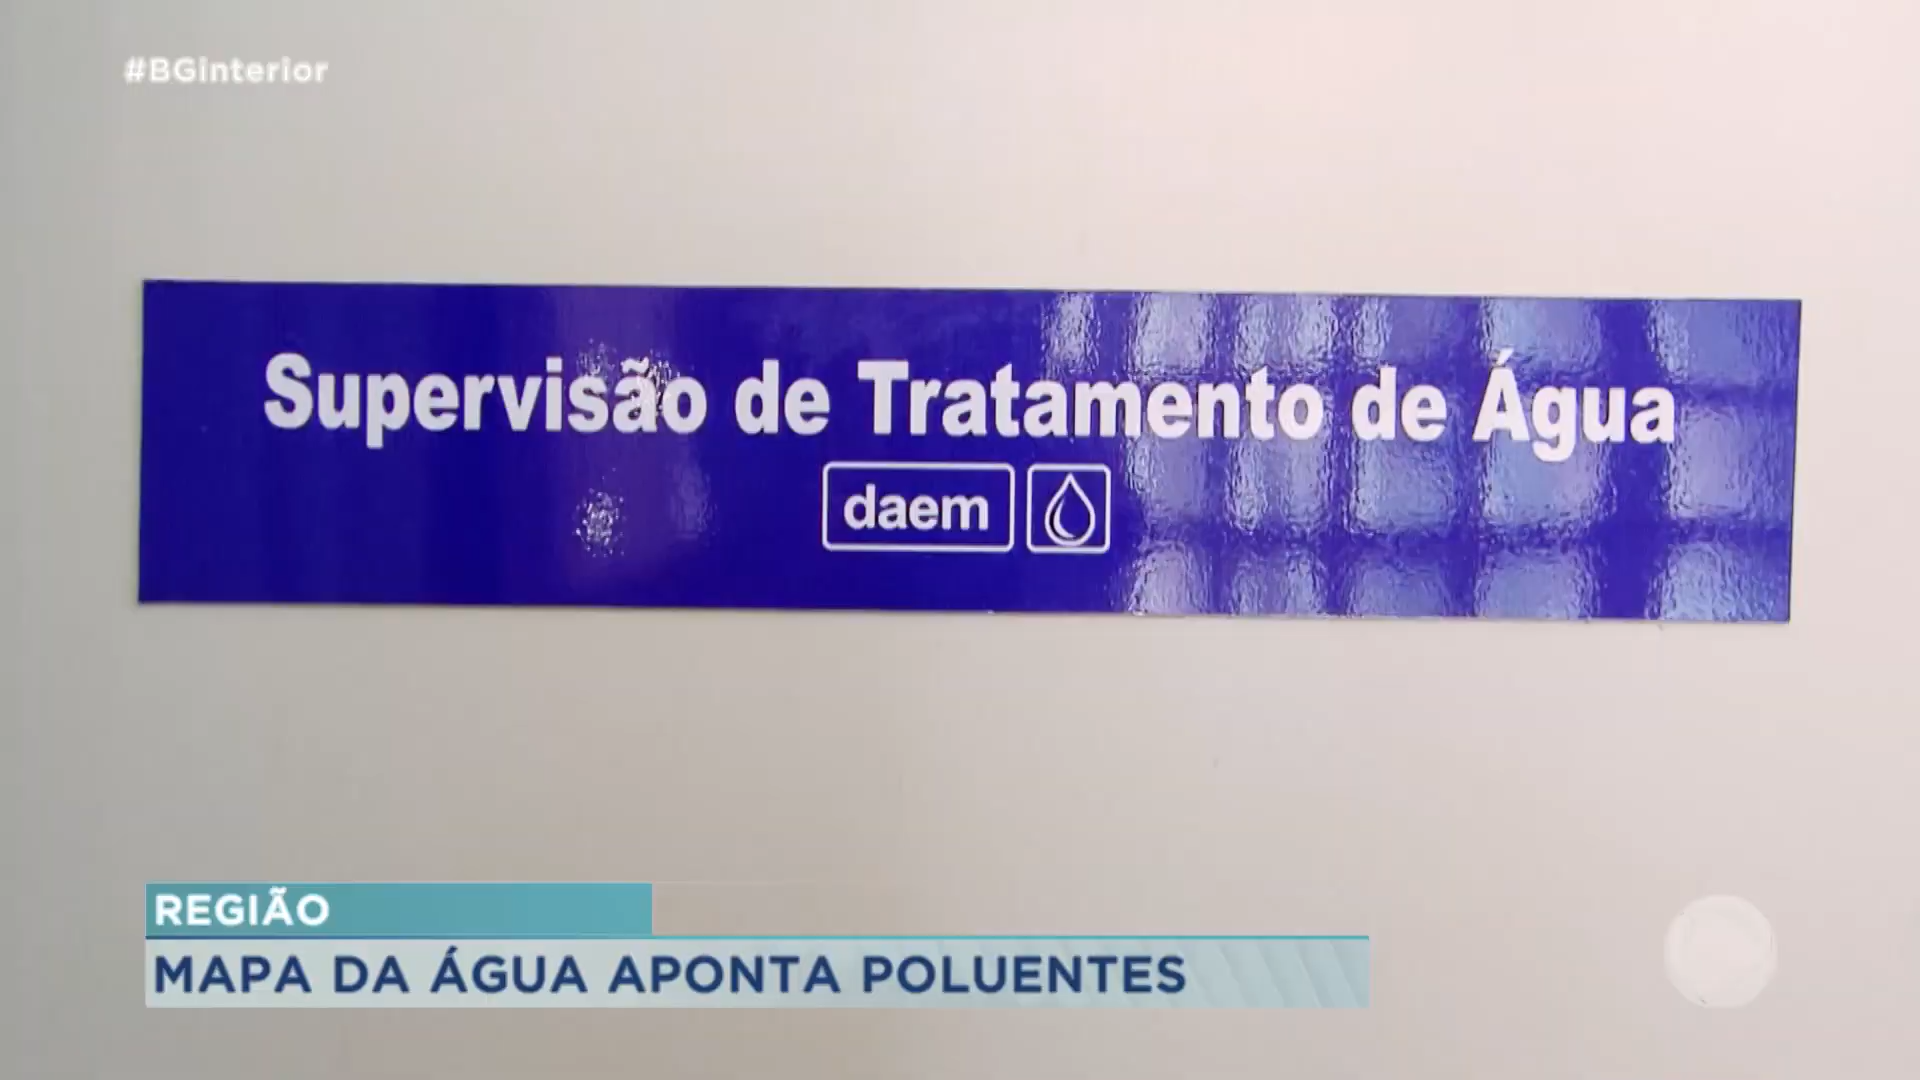 #BGinterior
Supervisão de Tratamento de Água
daem
REGIÃO
MAPA DA ÁGUA APONTA POLUENTES